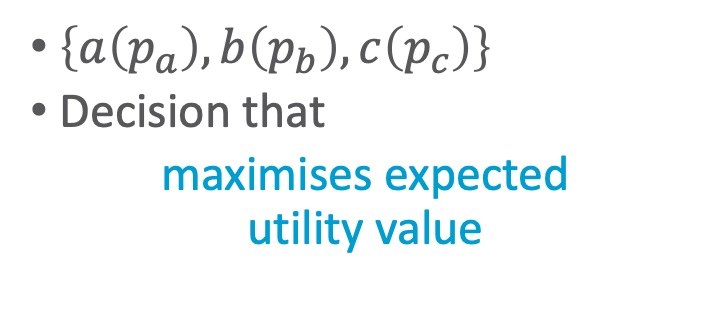 • {a(pₐ), b(p_b), c(p_c)}
• Decision that
maximises expected
utility value